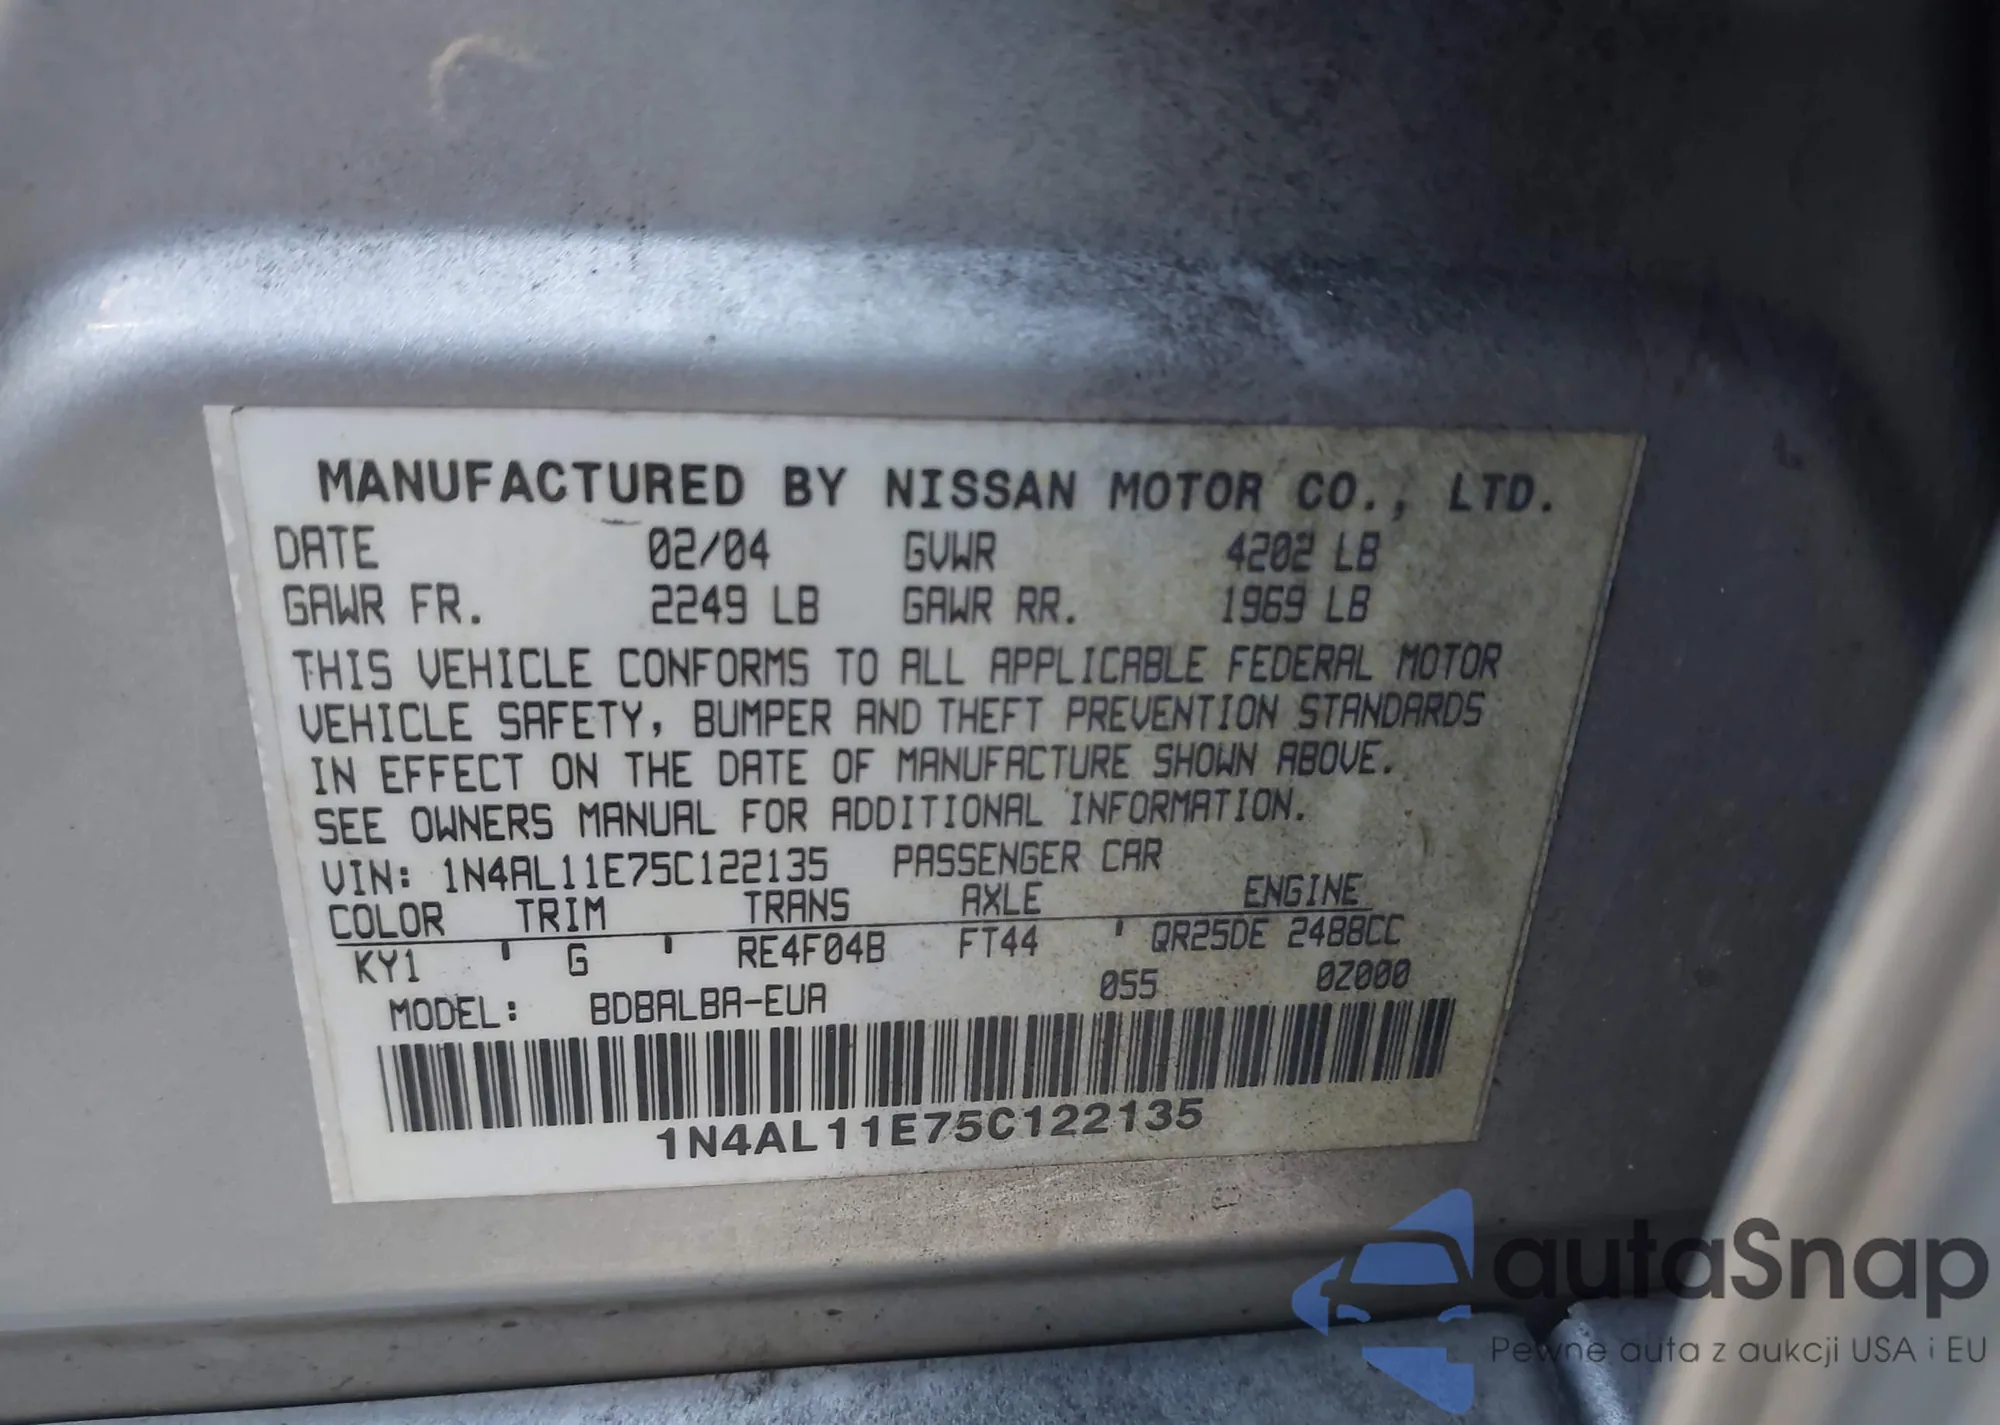 MANUFACTURED BY NISSAN MOTOR CO., LTD.
DATE 02/04 GVWR 4202 LB
GAWR FR. 2249 LB GAWR RR. 1969 LB
THIS VEHICLE CONFORMS TO ALL APPLICABLE FEDERAL MOTOR
VEHICLE SAFETY, BUMPER AND THEFT PREVENTION STANDARDS
IN EFFECT ON THE DATE OF MANUFACTURE SHOWN ABOVE.
SEE OWNERS MANUAL FOR ADDITIONAL INFORMATION.
VIN: 1N4AL11E75C122135 PASSENGER CAR
COLOR TRIM TRANS AXLE ENGINE
KY1 ' G ' RE4F04B FT44 ' QR25DE 2488CC
MODEL: BDBALBA-EUA 055 0Z000
1N4AL11E75C122135
autaSnap
Pewne auta z aukcji USA i EU